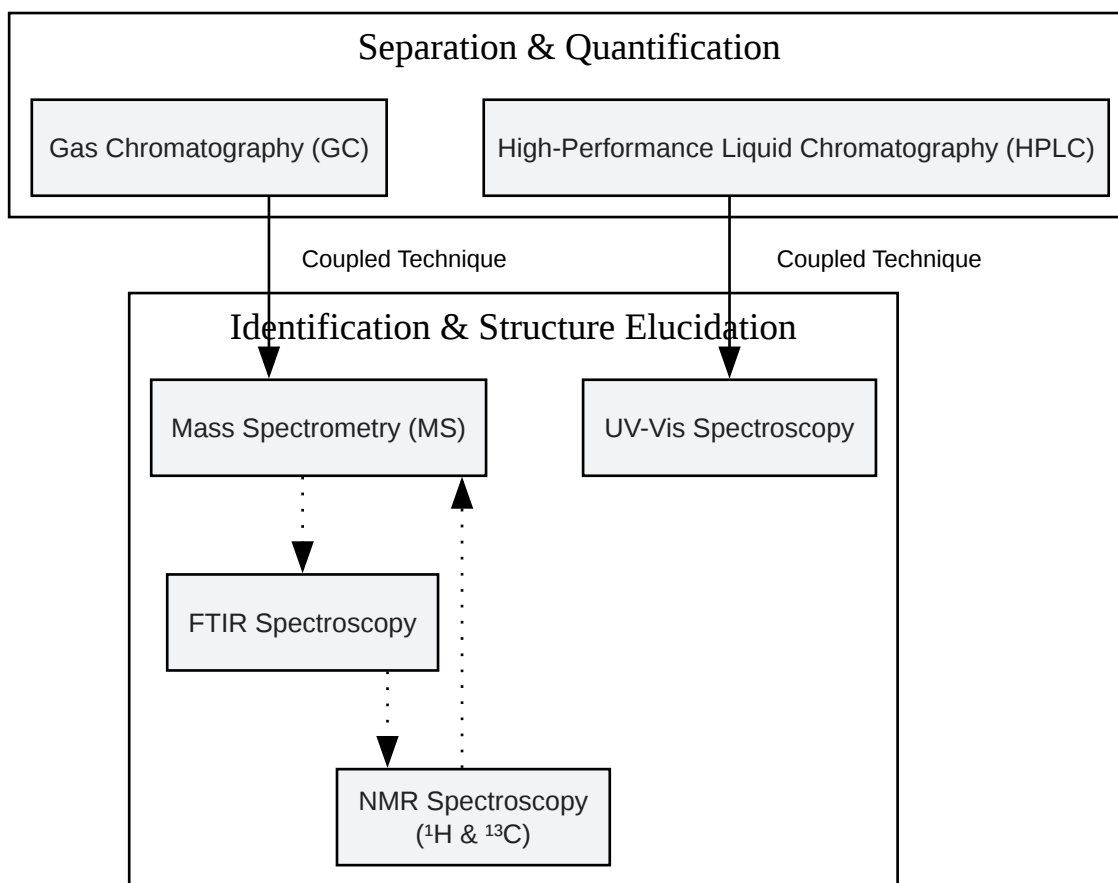 Separation & Quantification
Gas Chromatography (GC)
High-Performance Liquid Chromatography (HPLC)
Coupled Technique
Coupled Technique
Identification & Structure Elucidation
Mass Spectrometry (MS)
UV-Vis Spectroscopy
FTIR Spectroscopy
NMR Spectroscopy
(¹H & ¹³C)